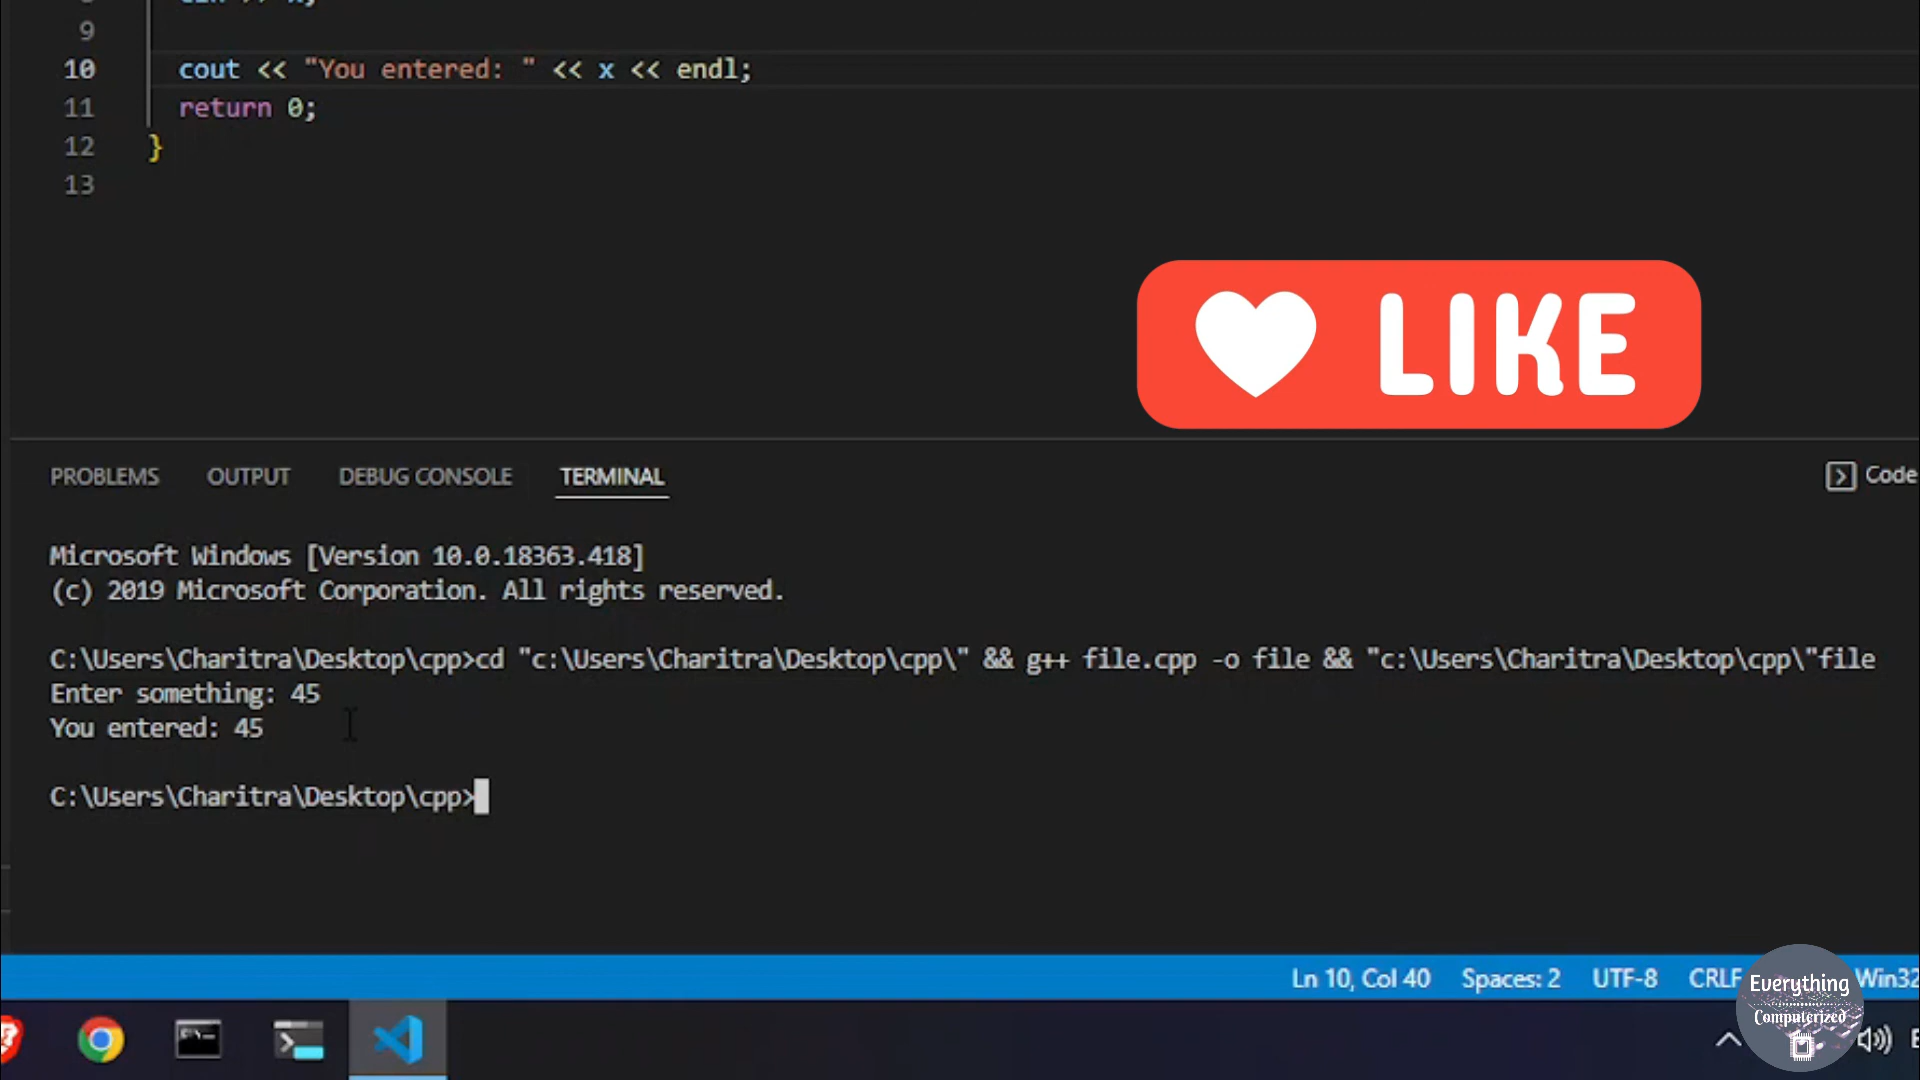 9
10 cout << "You entered: " << x << endl;
11 return 0;
12 }
13
LIKE
PROBLEMS OUTPUT DEBUG CONSOLE TERMINAL Code
Microsoft Windows [Version 10.0.18363.418]
(c) 2019 Microsoft Corporation. All rights reserved.
C:\Users\Charitra\Desktop\cpp>cd "c:\Users\Charitra\Desktop\cpp\" && g++ file.cpp -o file && "c:\Users\Charitra\Desktop\cpp\"file
Enter something: 45
You entered: 45
C:\Users\Charitra\Desktop\cpp>
Ln 10, Col 40 Spaces: 2 UTF-8 CRLF Win32
Everything
Computerized